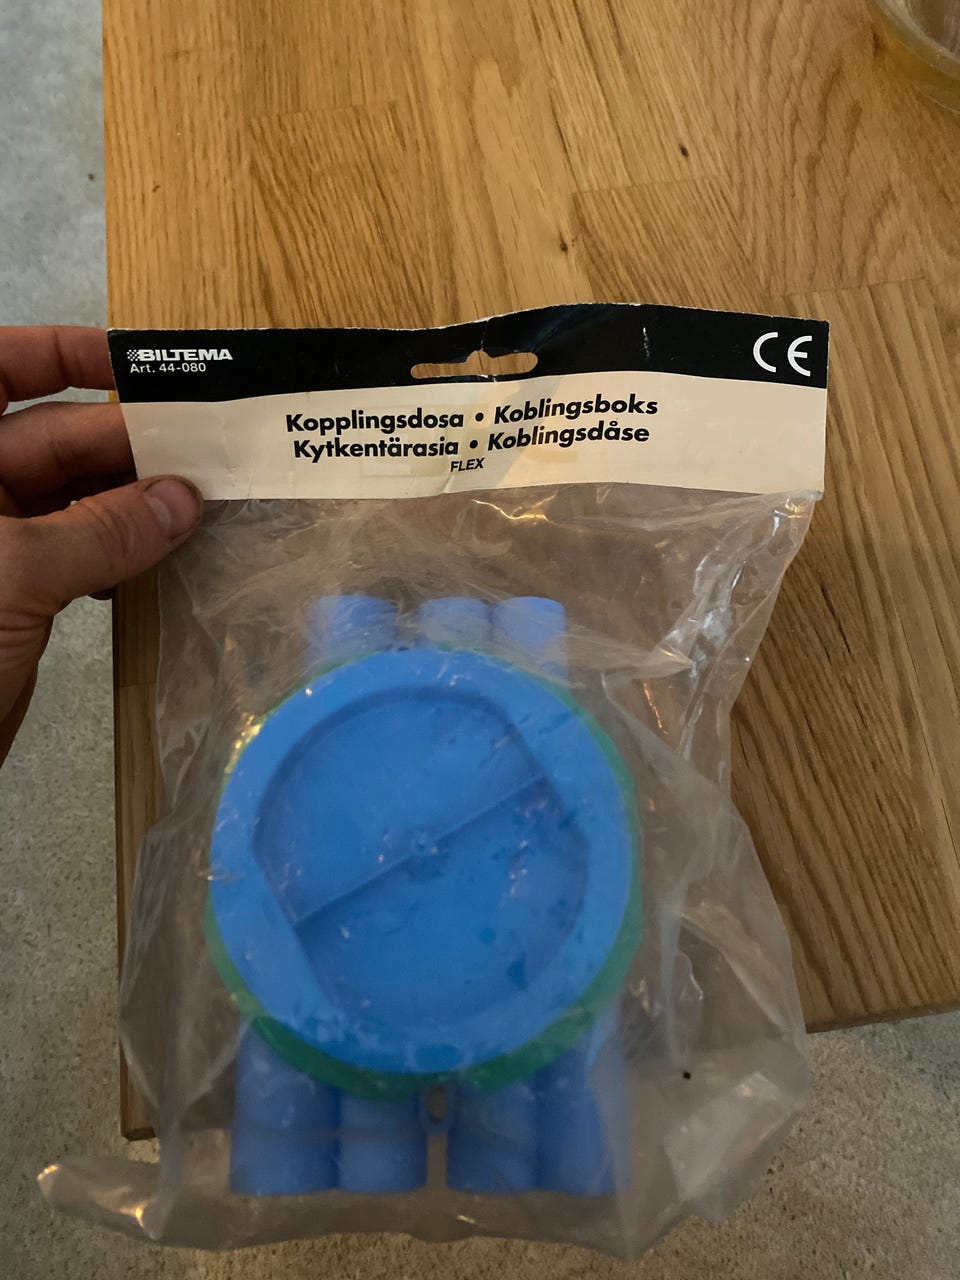 BILTEMA
Art. 44-080
CE
Kopplingsdosa • Koblingsboks
Kytkentärasia • Koblingsdåse
FLEX